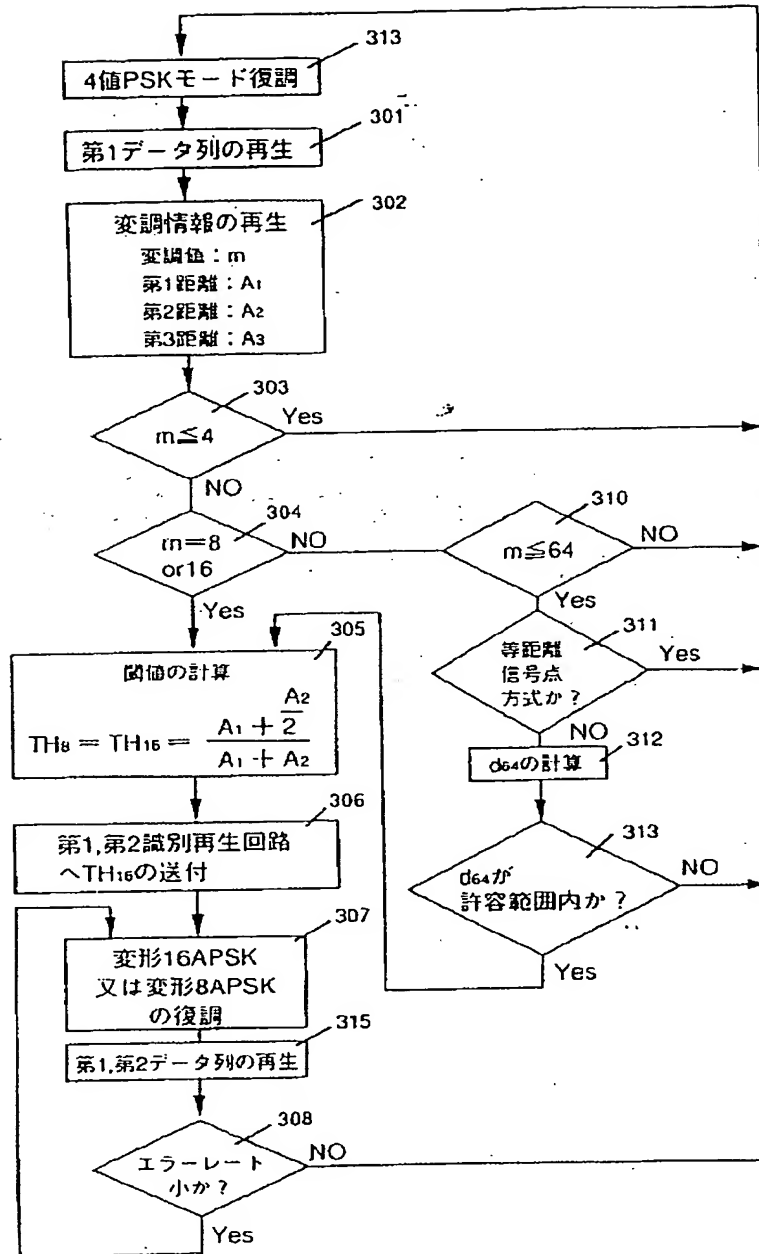 313
4値PSKモード復調
301
第1データ列の再生
302
変調情報の再生
変調値：m
第1距離：A₁
第2距離：A₂
第3距離：A₃
303
m≦4
Yes
NO
304
m=8
or16
NO
Yes
310
m≦64
NO
Yes
311
等距離
信号点
方式か？
Yes
NO
312
d₆₄の計算
313
d₆₄が
許容範囲内か？
NO
Yes
305
閾値の計算
TH₈ = TH₁₆ = (A₁ + A₂/2) / (A₁ + A₂)
306
第1,第2識別再生回路
へTH₁₆の送付
307
変形16APSK
又は変形8APSK
の復調
315
第1,第2データ列の再生
308
エラーレート
小か？
NO
Yes